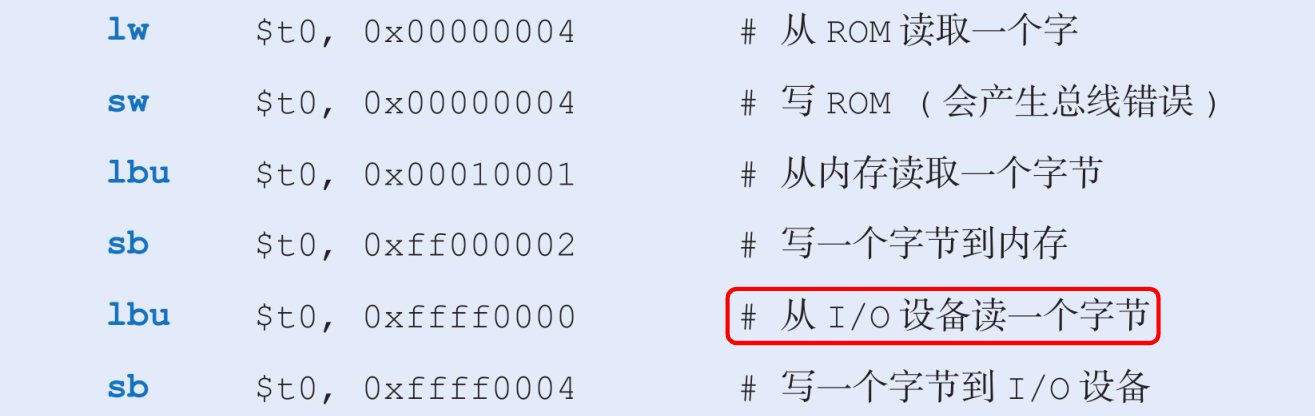 lw $t0, 0x00000004 # 从 ROM 读取一个字
sw $t0, 0x00000004 # 写 ROM (会产生总线错误)
lbu $t0, 0x00010001 # 从内存读取一个字节
sb $t0, 0xff000002 # 写一个字节到内存
lbu $t0, 0xffff0000 # 从 I/O 设备读一个字节
sb $t0, 0xffff0004 # 写一个字节到 I/O 设备